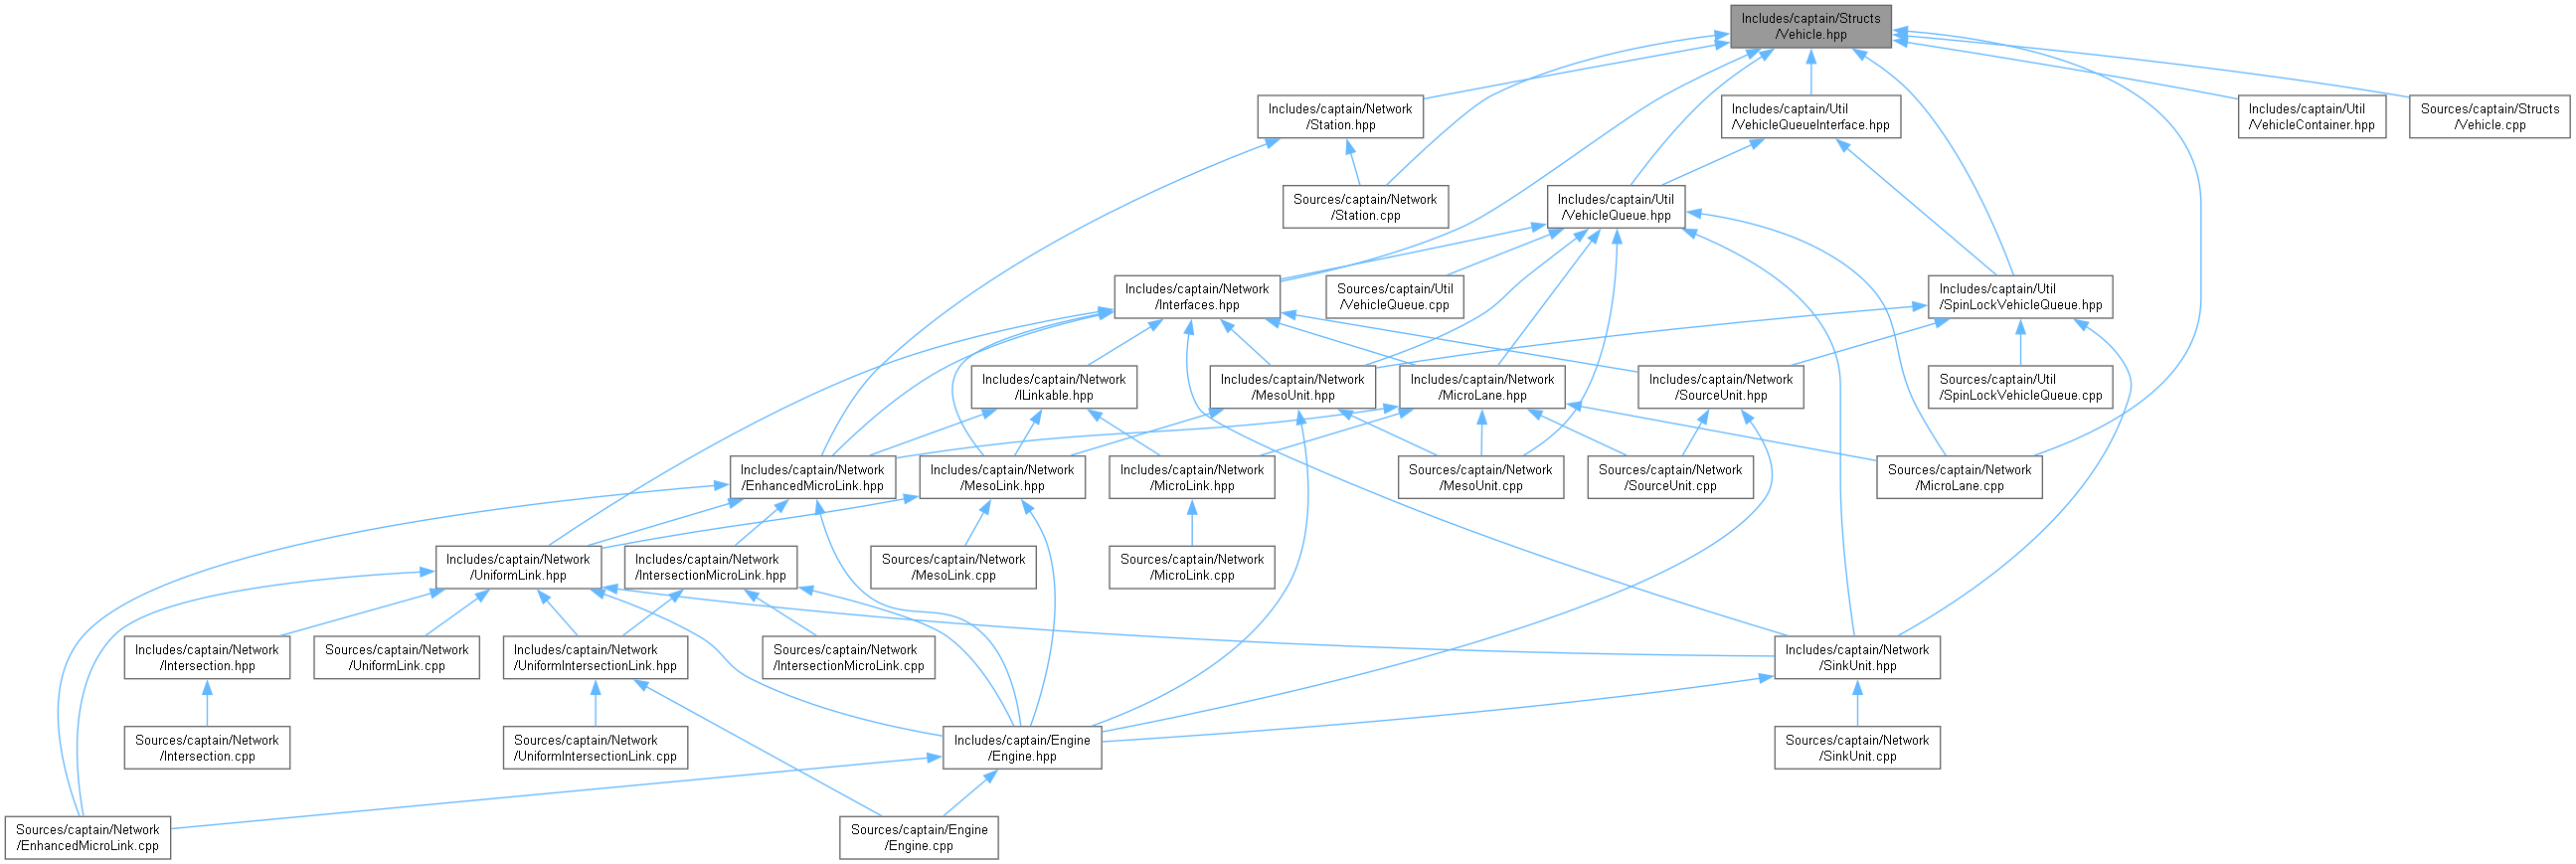 Includes/captain/Structs
/Vehicle.hpp
Includes/captain/Network
/Station.hpp
Includes/captain/Util
/VehicleQueueInterface.hpp
Includes/captain/Util
/VehicleContainer.hpp
Sources/captain/Structs
/Vehicle.cpp
Sources/captain/Network
/Station.cpp
Includes/captain/Util
/VehicleQueue.hpp
Includes/captain/Network
/Interfaces.hpp
Sources/captain/Util
/VehicleQueue.cpp
Includes/captain/Util
/SpinLockVehicleQueue.hpp
Includes/captain/Network
/ILinkable.hpp
Includes/captain/Network
/MesoUnit.hpp
Includes/captain/Network
/MicroLane.hpp
Includes/captain/Network
/SourceUnit.hpp
Sources/captain/Util
/SpinLockVehicleQueue.cpp
Includes/captain/Network
/EnhancedMicroLink.hpp
Includes/captain/Network
/MesoLink.hpp
Includes/captain/Network
/MicroLink.hpp
Sources/captain/Network
/MesoUnit.cpp
Sources/captain/Network
/SourceUnit.cpp
Sources/captain/Network
/MicroLane.cpp
Includes/captain/Network
/UniformLink.hpp
Includes/captain/Network
/IntersectionMicroLink.hpp
Sources/captain/Network
/MesoLink.cpp
Sources/captain/Network
/MicroLink.cpp
Includes/captain/Network
/Intersection.hpp
Sources/captain/Network
/UniformLink.cpp
Includes/captain/Network
/UniformIntersectionLink.hpp
Sources/captain/Network
/IntersectionMicroLink.cpp
Includes/captain/Network
/SinkUnit.hpp
Sources/captain/Network
/Intersection.cpp
Sources/captain/Network
/UniformIntersectionLink.cpp
Includes/captain/Engine
/Engine.hpp
Sources/captain/Network
/SinkUnit.cpp
Sources/captain/Network
/EnhancedMicroLink.cpp
Sources/captain/Engine
/Engine.cpp